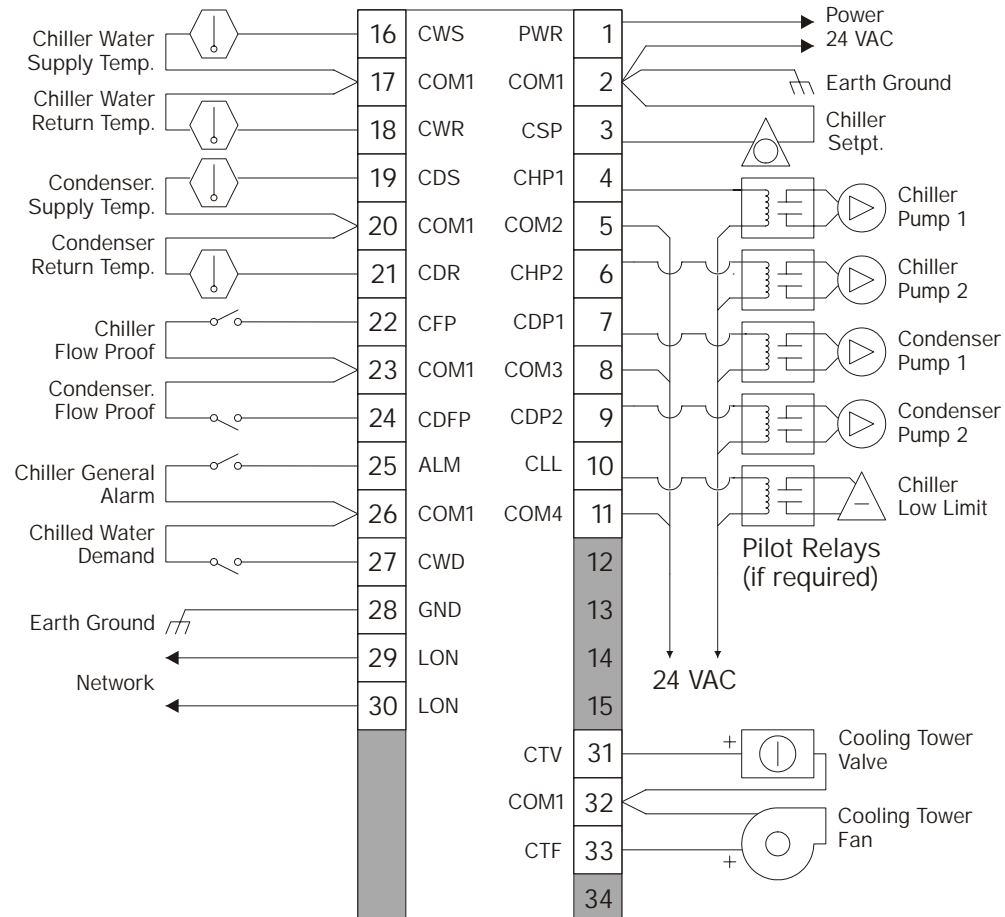 Chiller Water
Supply Temp.
Chiller Water
Return Temp.
Condenser.
Supply Temp.
Condenser
Return Temp.
Chiller
Flow Proof
Condenser.
Flow Proof
Chiller General
Alarm
Chilled Water
Demand
Earth Ground
Network
16 CWS
17 COM1
18 CWR
19 CDS
20 COM1
21 CDR
22 CFP
23 COM1
24 CDFP
25 ALM
26 COM1
27 CWD
28 GND
29 LON
30 LON
PWR 1
COM1 2
CSP 3
CHP1 4
COM2 5
CHP2 6
CDP1 7
COM3 8
CDP2 9
CLL 10
COM4 11
12
13
14
15
CTV 31
COM1 32
CTF 33
34
Power
24 VAC
Earth Ground
Chiller
Setpt.
Chiller
Pump 1
Chiller
Pump 2
Condenser
Pump 1
Condenser
Pump 2
Chiller
Low Limit
Pilot Relays
(if required)
24 VAC
+
Cooling Tower
Valve
Cooling Tower
Fan
+